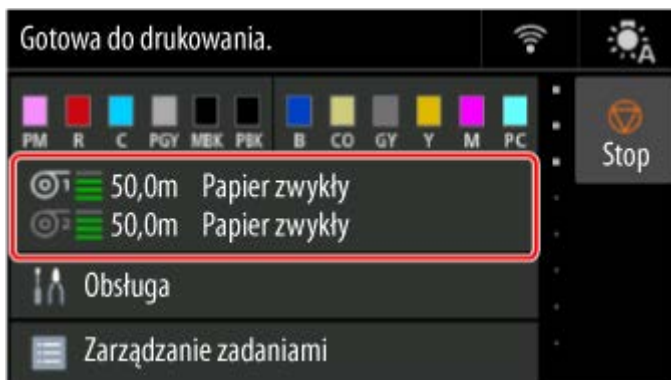 Gotowa do drukowania.
A
PM R C PGY MBK PBK B CO GY Y M PC
Stop
1 50,0m Papier zwykły
2 50,0m Papier zwykły
Obsługa
Zarządzanie zadaniami